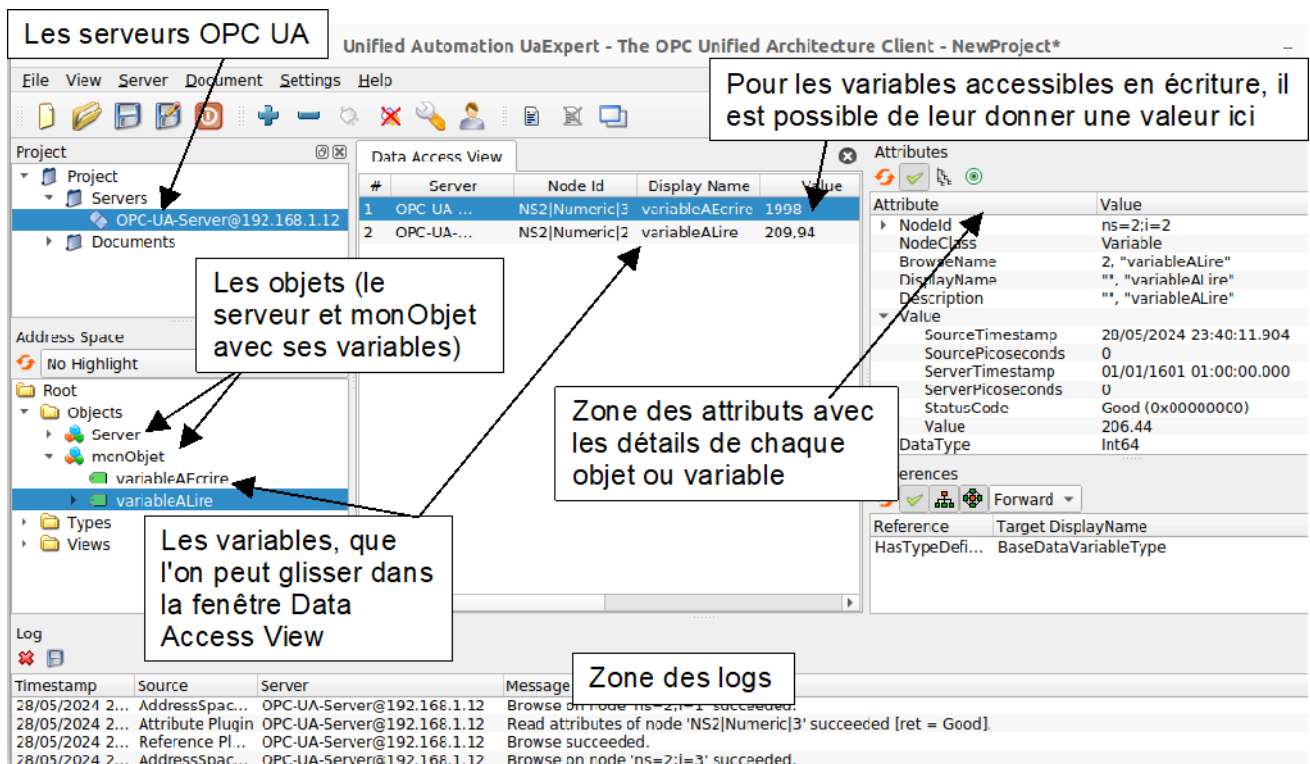 Les serveurs OPC UA
Unified Automation UaExpert - The OPC Unified Architecture Client - NewProject*
File View Server Document Settings Help
Pour les variables accessibles en écriture, il
est possible de leur donner une valeur ici
Project
Project
Servers
OPC-UA-Server@192.168.1.12
Documents
Data Access View
# Server Node Id Display Name Value
1 OPC UA ... NS2|Numeric|3 variableAEcrire 1998
2 OPC-UA-... NS2|Numeric|2 variableALire 209,94
Attributes
Attribute Value
NodeId ns=2;i=2
NodeClass Variable
BrowseName 2, "variableALire"
DisplayName "", "variableALire"
Description "", "variableALire"
Value
SourceTimestamp 28/05/2024 23:40:11.904
SourcePicoseconds 0
ServerTimestamp 01/01/1601 01:00:00.000
ServerPicoseconds 0
StatusCode Good (0x00000000)
Value 206.44
DataType Int64
Les objets (le
serveur et monObjet
avec ses variables)
Zone des attributs avec
les détails de chaque
objet ou variable
Address Space
No Highlight
Root
Objects
Server
monObjet
variableAEcrire
variableALire
Types
Views
Les variables, que
l'on peut glisser dans
la fenêtre Data
Access View
erences
Forward
Reference Target DisplayName
HasTypeDefi... BaseDataVariableType
Log
Zone des logs
Timestamp Source Server Message
28/05/2024 2... AddressSpac... OPC-UA-Server@192.168.1.12 Browse on node 'ns=2;i=1' succeeded.
28/05/2024 2... Attribute Plugin OPC-UA-Server@192.168.1.12 Read attributes of node 'NS2|Numeric|3' succeeded [ret = Good].
28/05/2024 2... Reference Pl... OPC-UA-Server@192.168.1.12 Browse succeeded.
28/05/2024 2... AddressSpac... OPC-UA-Server@192.168.1.12 Browse on node 'ns=2;i=3' succeeded.